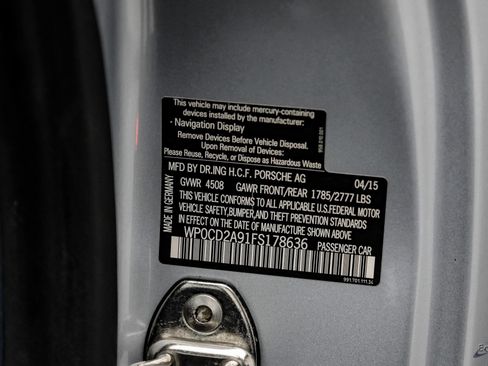 This vehicle may include mercury-containing
devices installed by the manufacturer:
· Navigation Display
Remove Devices Before Vehicle Disposal.
Upon Removal of Devices:
Please Reuse, Recycle, or Dispose as Hazardous Waste
MFD BY DR.ING H.C.F. PORSCHE AG 04/15
GVWR 4508 GAWR FRONT/REAR 1785/2777 LBS
THIS VEHICLE CONFORMS TO ALL APPLICABLE U.S.FEDERAL MOTOR
VEHICLE SAFETY,BUMPER,AND THEFT PREVENTION STANDARDS
IN EFFECT ON THE DATE OF MANUFACTURE SHOWN ABOVE
WP0CD2A91FS178636 PASSENGER CAR
MADE IN GERMANY
991.701.111.34